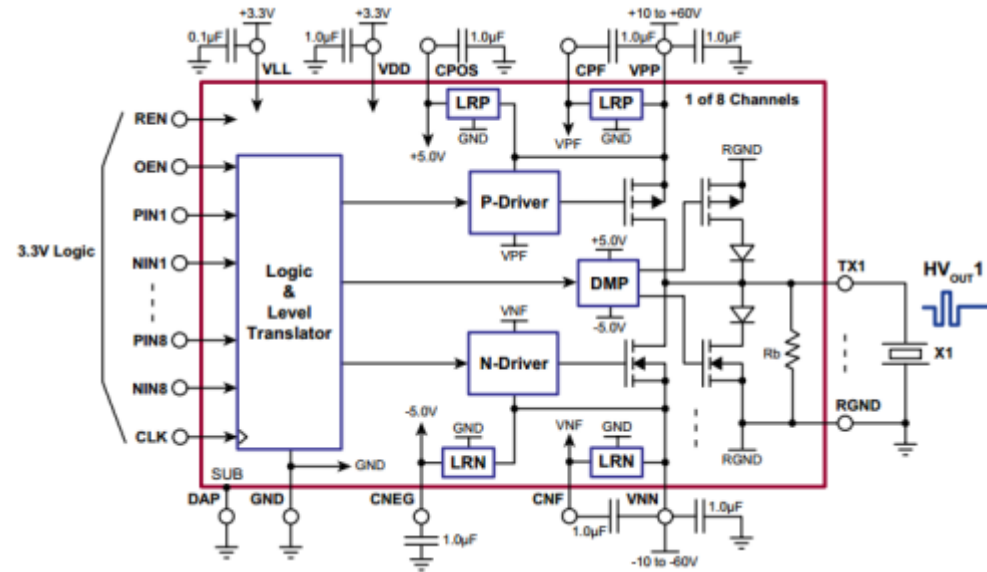 +3.3V
+3.3V
+10 to +60V
0.1µF
1.0µF
1.0µF
1.0µF
1.0µF
VLL
VDD
CPOS
CPF
VPP
1 of 8 Channels
REN
LRP
LRP
GND
GND
+5.0V
VPF
RGND
OEN
PIN1
P-Driver
VPF
3.3V Logic
NIN1
Logic
&
Level
Translator
+5.0V
DMP
-5.0V
TX1
HVOUT1
PIN8
VNF
N-Driver
Rb
X1
NIN8
-5.0V
GND
VNF
GND
RGND
CLK
LRN
LRN
GND
RGND
SUB
DAP
GND
CNEG
CNF
VNN
1.0µF
1.0µF
1.0µF
-10 to -60V